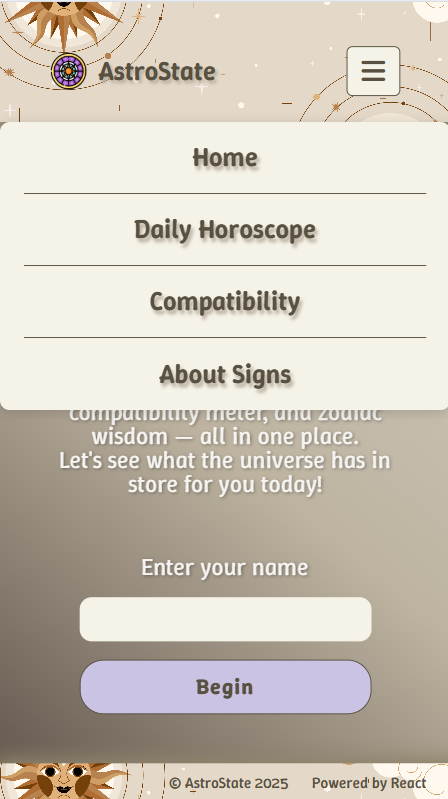 AstroState
Home
Daily Horoscope
Compatibility
About Signs
compatibility meter, and zodiac
wisdom — all in one place.
Let's see what the universe has in
store for you today!
Enter your name
Begin
© AstroState 2025 Powered by React